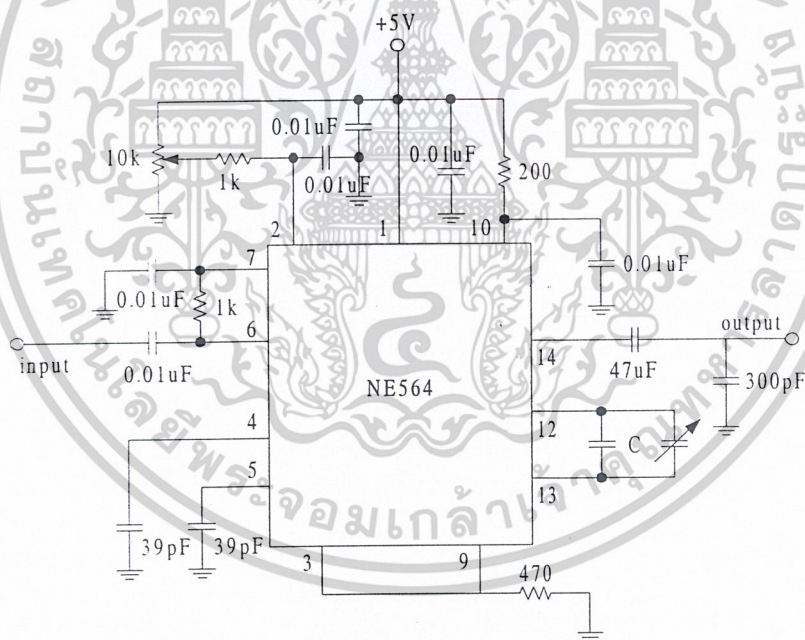 +5V
0.01uF
10k
1k
0.01uF
0.01uF
200
2
1
10
7
0.01uF
0.01uF
1k
6
input
0.01uF
14
output
47uF
300pF
NE564
4
12
C
5
13
39pF
39pF
3
9
470